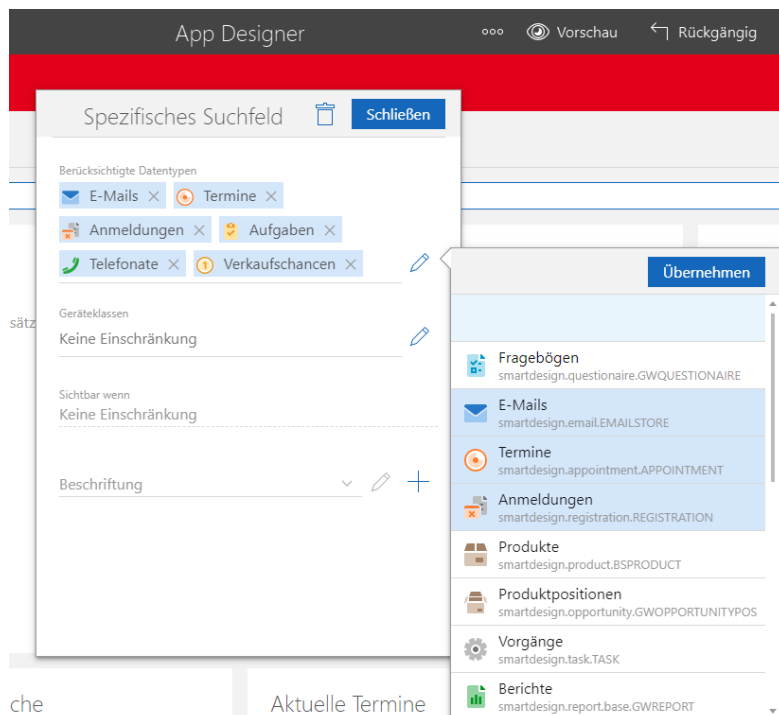 App Designer
Vorschau
Rückgängig
Spezifisches Suchfeld
Schließen
Berücksichtigte Datentypen
E-Mails
Termine
Anmeldungen
Aufgaben
Telefonate
1 Verkaufschancen
Übernehmen
sätz
Geräteklassen
Keine Einschränkung
Sichtbar wenn
Keine Einschränkung
Beschriftung
Fragebögen
smartdesign.questionaire.GWQUESTIONAIRE
E-Mails
smartdesign.email.EMAILSTORE
Termine
smartdesign.appointment.APPOINTMENT
Anmeldungen
smartdesign.registration.REGISTRATION
Produkte
smartdesign.product.BSPRODUCT
Produktpositionen
smartdesign.opportunity.GWOPPORTUNITYPOS
Vorgänge
smartdesign.task.TASK
Berichte
smartdesign.report.base.GWREPORT
che
Aktuelle Termine